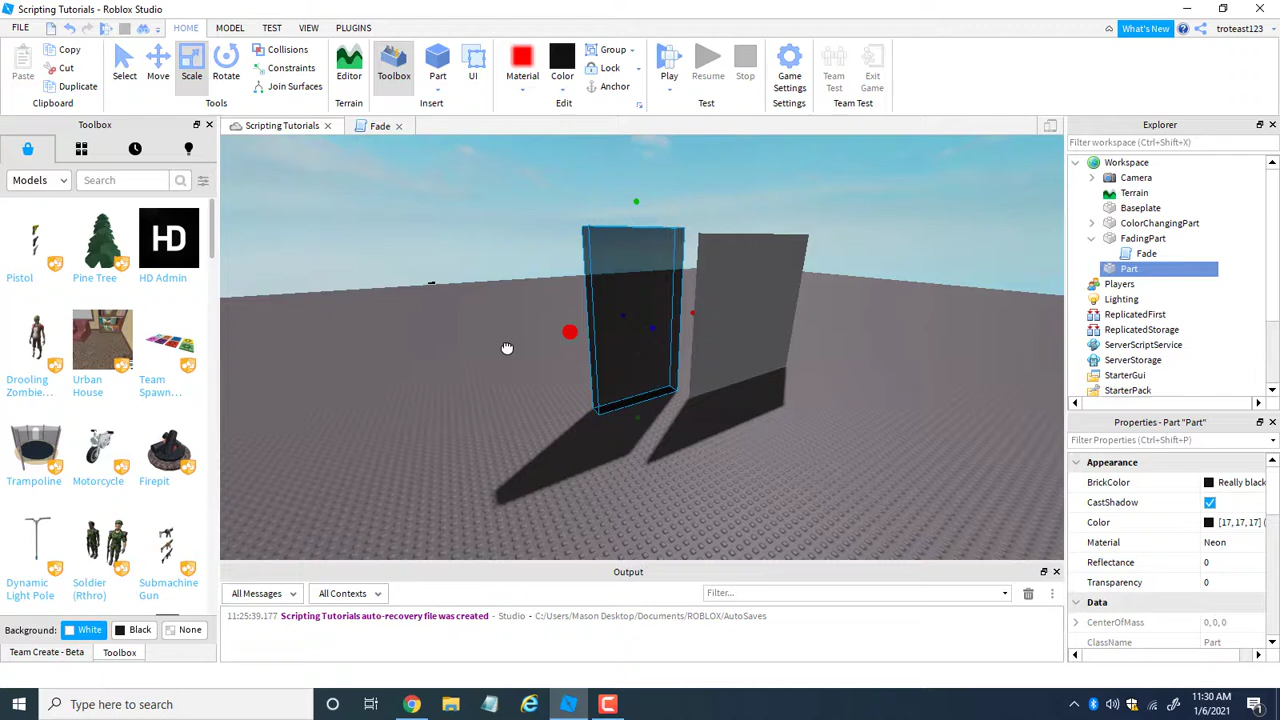 Scripting Tutorials - Roblox Studio
FILE
HOME
MODEL
TEST
VIEW
PLUGINS
What's New
troteast123
Paste
Copy
Cut
Duplicate
Clipboard
Select
Move
Scale
Rotate
Collisions
Constraints
Join Surfaces
Tools
Editor
Terrain
Toolbox
Part
UI
Insert
Material
Color
Group
Lock
Anchor
Edit
Play
Resume
Stop
Test
Game Settings
Settings
Team Test
Exit Game
Team Test
Toolbox
Scripting Tutorials
Fade
Explorer
Models
Search
Filter workspace (Ctrl+Shift+X)
Workspace
Camera
Terrain
Baseplate
ColorChangingPart
FadingPart
Fade
Part
Players
Lighting
ReplicatedFirst
ReplicatedStorage
ServerScriptService
ServerStorage
StarterGui
StarterPack
HD
Pistol
Pine Tree
HD Admin
Drooling Zombie...
Urban House
Team Spawn...
Trampoline
Motorcycle
Firepit
Dynamic Light Pole
Soldier (Rthro)
Submachine Gun
Properties - Part "Part"
Filter Properties (Ctrl+Shift+P)
Appearance
BrickColor
Really black
CastShadow
Color
[17, 17, 17] (
Material
Neon
Reflectance
0
Transparency
0
Data
CenterOfMass
0, 0, 0
ClassName
Part
Output
All Messages
All Contexts
Filter...
11:25:39.177 Scripting Tutorials auto-recovery file was created - Studio - C:/Users/Mason Desktop/Documents/ROBLOX/AutoSaves
Background:
White
Black
None
Team Create - Beta
Toolbox
Type here to search
11:30 AM
1/6/2021